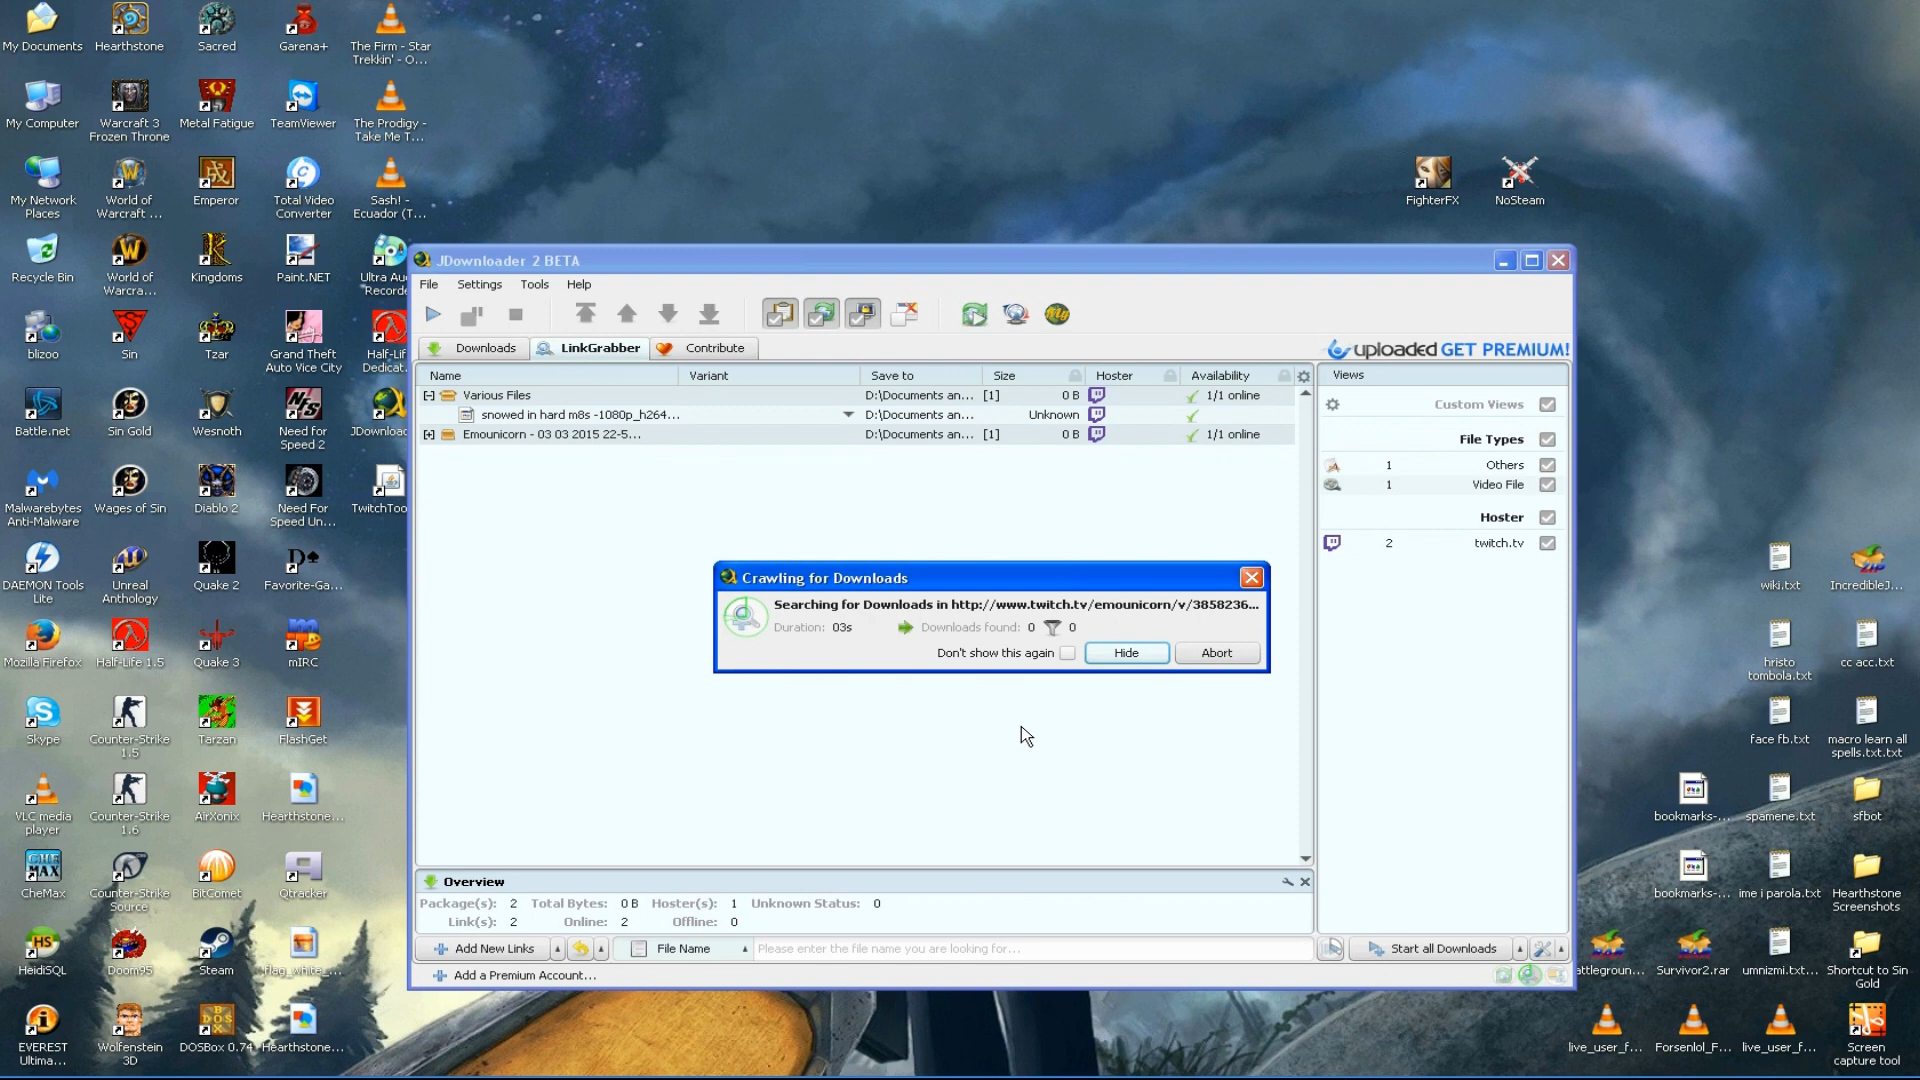 My Documents
Hearthstone
Sacred
Garena+
The Firm - Star Trekkin' - O...
My Computer
Warcraft 3 Frozen Throne
Metal Fatigue
TeamViewer
The Prodigy - Take Me T...
My Network Places
World of Warcraft ...
Emperor
Total Video Converter
Sash! - Ecuador (T...
FighterFX
NoSteam
Recycle Bin
World of Warcra...
Kingdoms
Paint.NET
Ultra Au
Recorde
blizoo
Sin
Tzar
Grand Theft Auto Vice City
Half-Lif
Dedicat.
Battle.net
Sin Gold
Wesnoth
Need for Speed 2
JDownloac
Malwarebytes Anti-Malware
Wages of Sin
Diablo 2
Need For Speed Un...
TwitchToo
DAEMON Tools Lite
Unreal Anthology
Quake 2
Favorite-Ga...
Mozilla Firefox
Half-Life 1.5
Quake 3
mIRC
Skype
Counter-Strike 1.5
Tarzan
FlashGet
VLC media player
Counter-Strike 1.6
AirXonix
Hearthstone...
CheMax
Counter-Strike Source
BitComet
Qtracker
HeidiSQL
Doom95
Steam
flag_white_...
EVEREST Ultima...
Wolfenstein 3D
DOSBox 0.74
Hearthstone...
JDownloader 2 BETA
File Settings Tools Help
Downloads LinkGrabber Contribute
uploaded GET PREMIUM!
Name Variant Save to Size Hoster Availability
Various Files D:\Documents an... [1] 0 B 1/1 online
snowed in hard m8s -1080p_h264... D:\Documents an... Unknown
Emounicorn - 03 03 2015 22-5... D:\Documents an... [1] 0 B 1/1 online
Views
Custom Views
File Types
1 Others
1 Video File
Hoster
2 twitch.tv
Crawling for Downloads
Searching for Downloads in http://www.twitch.tv/emounicorn/v/3858236...
Duration: 03s Downloads found: 0 0
Don't show this again Hide Abort
Overview
Package(s): 2 Total Bytes: 0 B Hoster(s): 1 Unknown Status: 0
Link(s): 2 Online: 2 Offline: 0
Add New Links File Name Please enter the file name you are looking for... Start all Downloads
Add a Premium Account...
wiki.txt
IncredibleJ...
hristo tombola.txt
cc acc.txt
face fb.txt
macro learn all spells.txt.txt
bookmarks-...
spamene.txt
sfbot
bookmarks-...
ime i parola.txt
Hearthstone Screenshots
attlegroun...
Survivor2.rar
umnizmi.txt...
Shortcut to Sin Gold
live_user_f...
Forsenlol_F...
live_user_f...
Screen capture tool